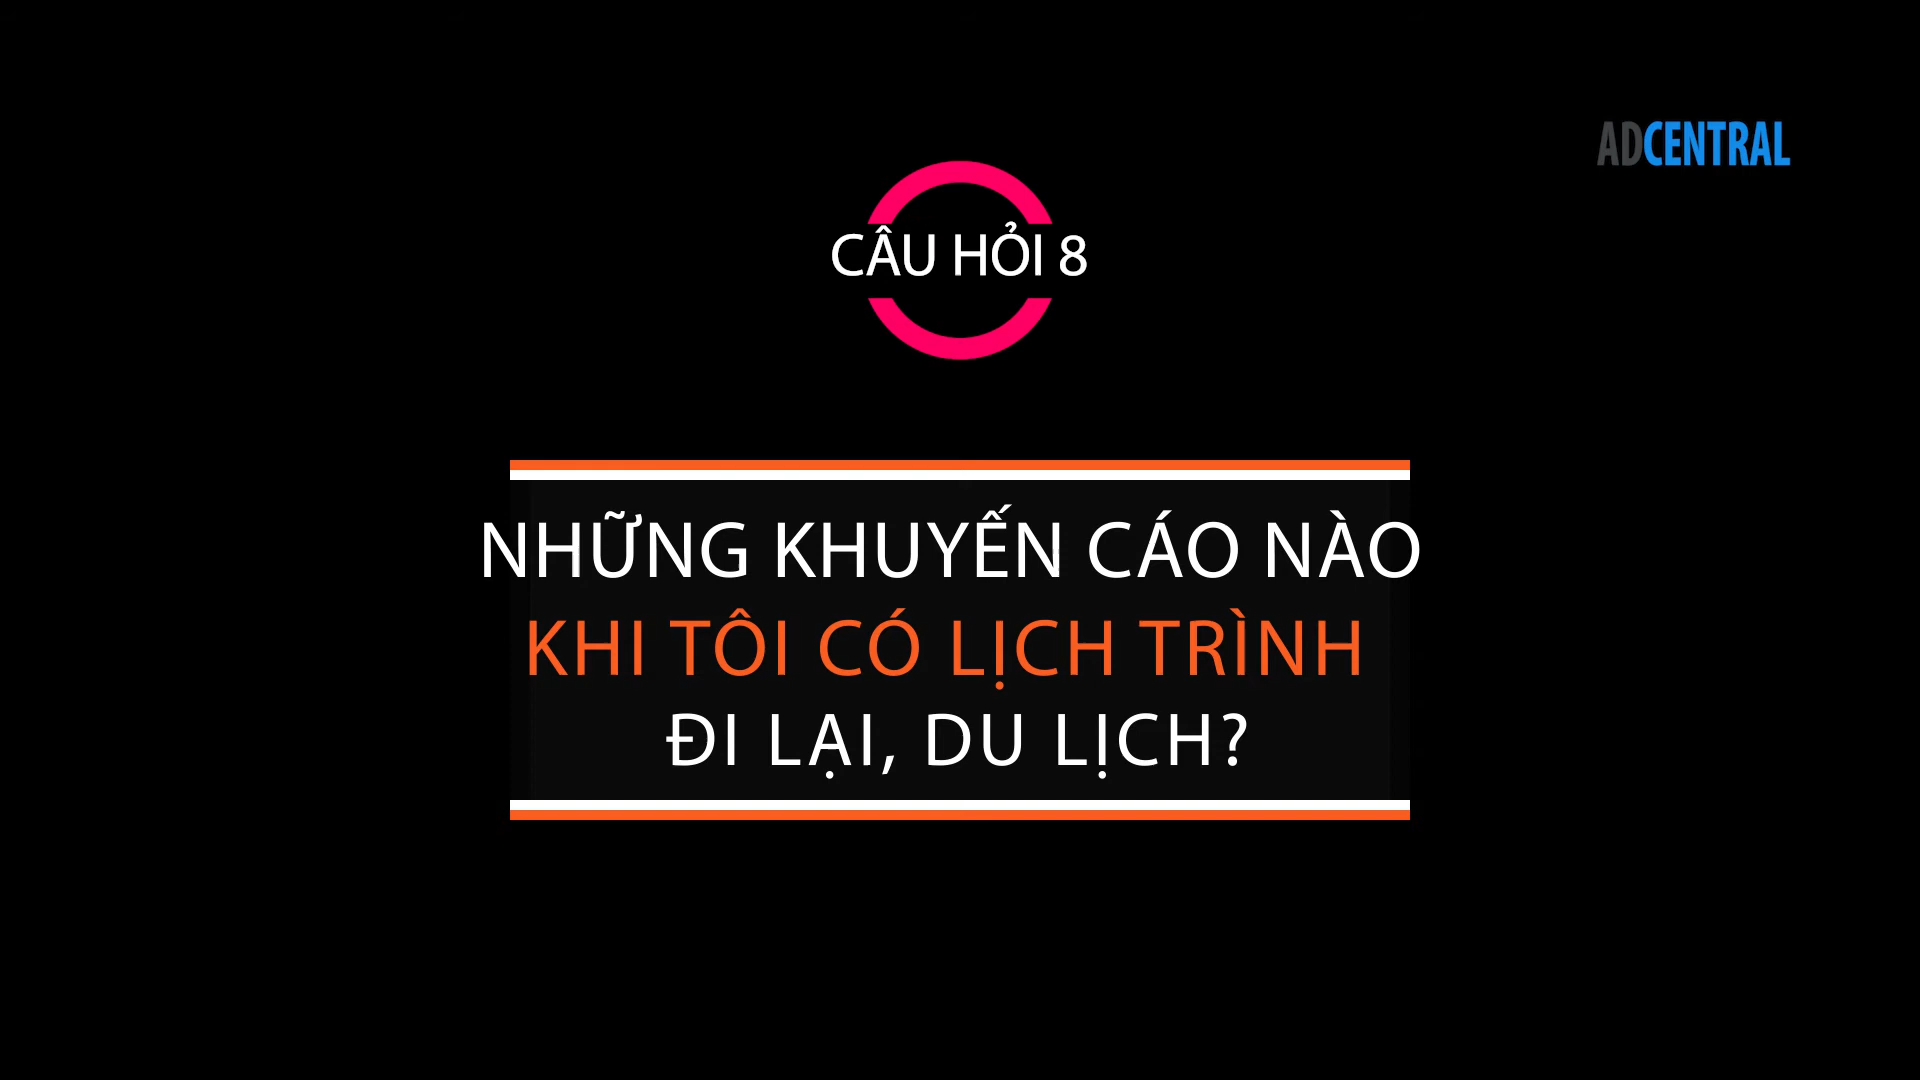 ADCENTRAL
CÂU HỎI 8
NHỮNG KHUYẾN CÁO NÀO
KHI TÔI CÓ LỊCH TRÌNH
ĐI LẠI, DU LỊCH?